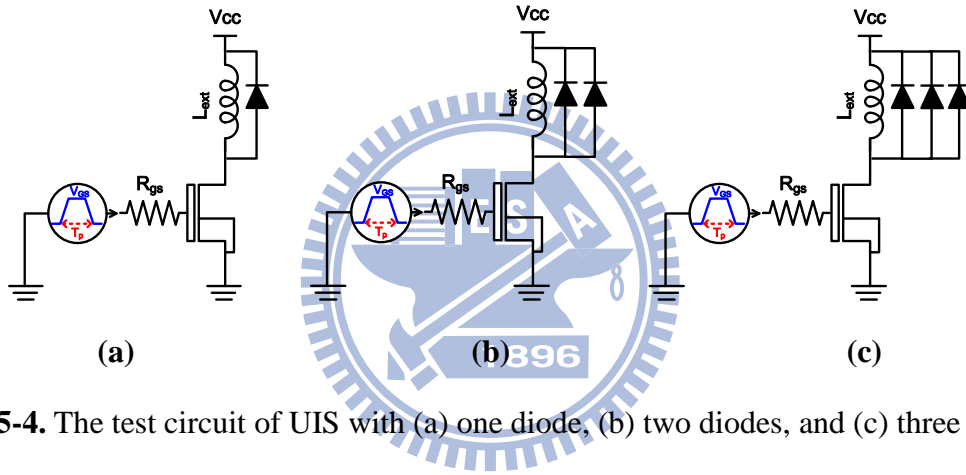 Vcc Vcc Vcc
Lext Lext Lext
VGS Rgs VGS Rgs VGS Rgs
Tp Tp Tp
E S A
8
1896
(a) (b) (c)
5-4. The test circuit of UIS with (a) one diode, (b) two diodes, and (c) three